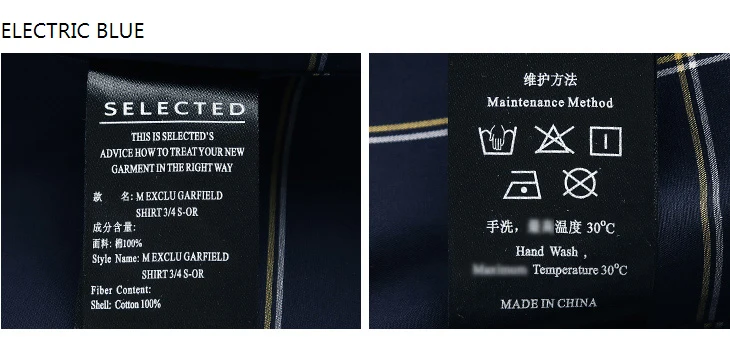 ELECTRIC BLUE
SELECTED
THIS IS SELECTED'S
ADVICE HOW TO TREAT YOUR NEW
GARMENT IN THE RIGHT WAY
款 名: M EXCLU GARFIELD
SHIRT 3/4 S-OR
成分含量:
面料: 棉100%
Style Name: M EXCLU GARFIELD
SHIRT 3/4 S-OR
Fiber Content:
Shell: Cotton 100%
维护方法
Maintenance Method
手洗，温度 30°C
Hand Wash ,
Temperature 30°C
MADE IN CHINA